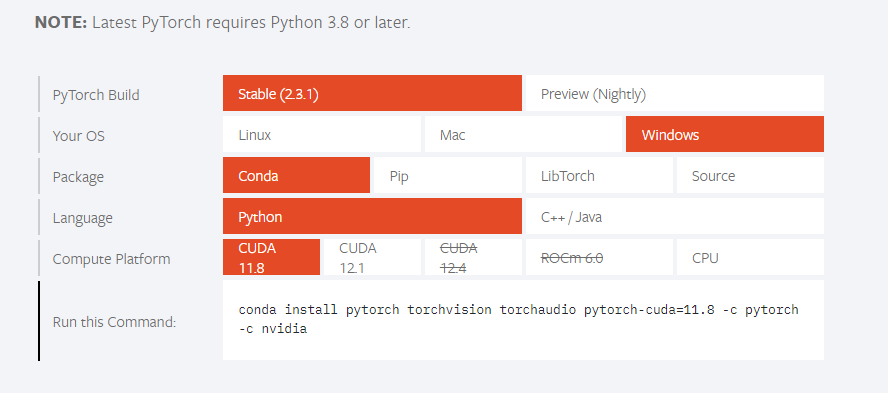 NOTE: Latest PyTorch requires Python 3.8 or later.
PyTorch Build
Stable (2.3.1)
Preview (Nightly)
Your OS
Linux
Mac
Windows
Package
Conda
Pip
LibTorch
Source
Language
Python
C++ / Java
Compute Platform
CUDA
11.8
CUDA
12.1
CUDA
12.4
ROCm 6.0
CPU
Run this Command:
conda install pytorch torchvision torchaudio pytorch-cuda=11.8 -c pytorch
-c nvidia